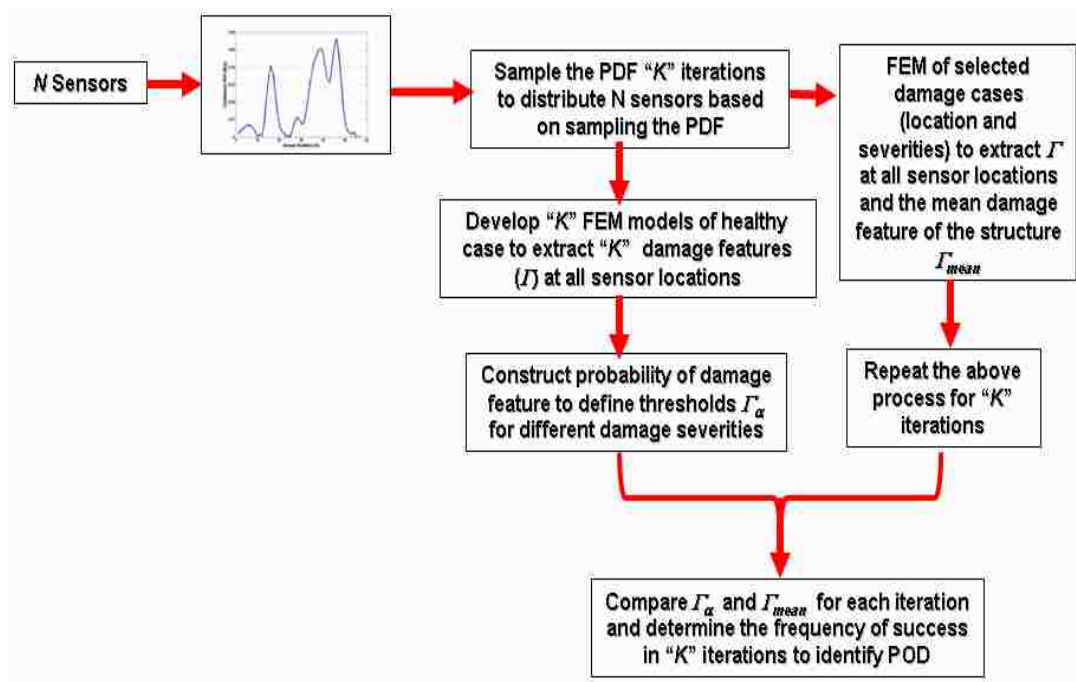 N Sensors
Sample the PDF “K” iterations
to distribute N sensors based
on sampling the PDF
FEM of selected
damage cases
(location and
severities) to extract Γ
at all sensor locations
and the mean damage
feature of the structure
Γmean
Develop “K” FEM models of healthy
case to extract “K” damage features
(Γ) at all sensor locations
Construct probability of damage
feature to define thresholds Γα
for different damage severities
Repeat the above
process for “K”
iterations
Compare Γα and Γmean for each iteration
and determine the frequency of success
in “K” iterations to identify POD